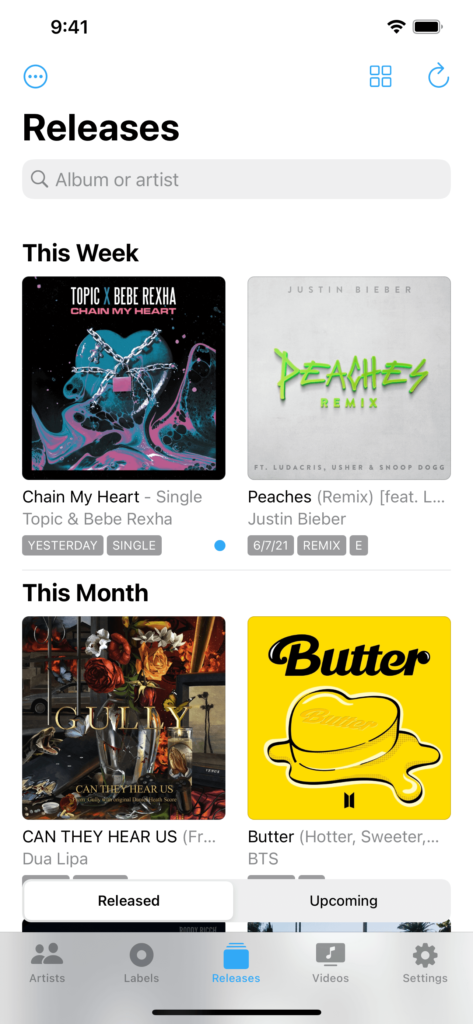 9:41
Releases
Album or artist
This Week
TOPIC X BEBE REXHA
CHAIN MY HEART
JUSTIN BIEBER
PEACHES
REMIX
FT. LUDACRIS, USHER & SNOOP DOGG
Chain My Heart - Single
Topic & Bebe Rexha
YESTERDAY SINGLE
Peaches (Remix) [feat. L...
Justin Bieber
6/7/21 REMIX E
This Month
GULLY
CAN THEY HEAR US
Butter
Butter
CAN THEY HEAR US (Fr...
Dua Lipa
Butter (Hotter, Sweeter,...
BTS
Released
Upcoming
RODDY RICCH
Artists
Labels
Releases
Videos
Settings